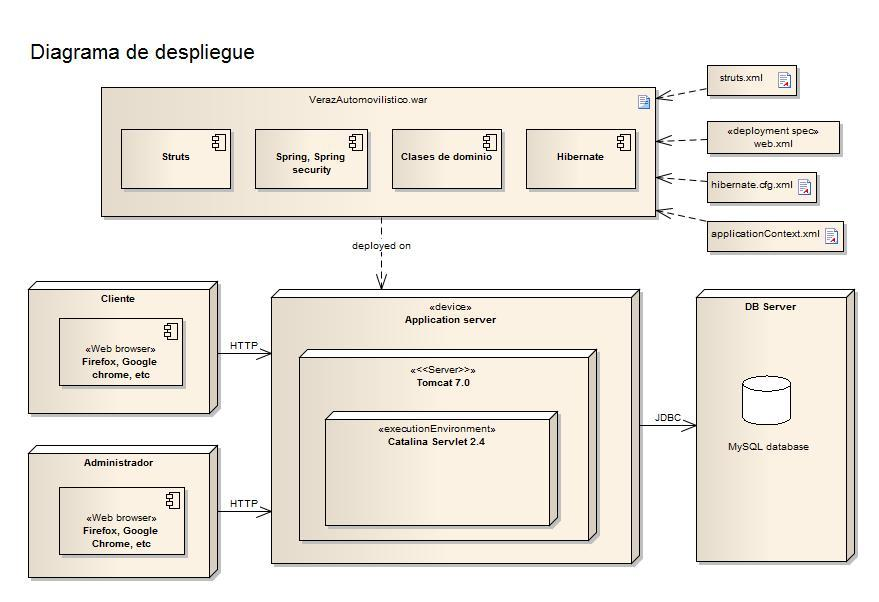 Diagrama de despliegue
VerazAutomovilistico.war
Struts
Spring, Spring
security
Clases de dominio
Hibernate
struts.xml
«deployment spec»
web.xml
hibernate.cfg.xml
applicationContext.xml
deployed on
Cliente
«Web browser»
Firefox, Google
chrome, etc
HTTP
Administrador
«Web browser»
Firefox, Google
Chrome, etc
HTTP
«device»
Application server
«<<Server>>»
Tomcat 7.0
«executionEnvironment»
Catalina Servlet 2.4
JDBC
DB Server
MySQL database